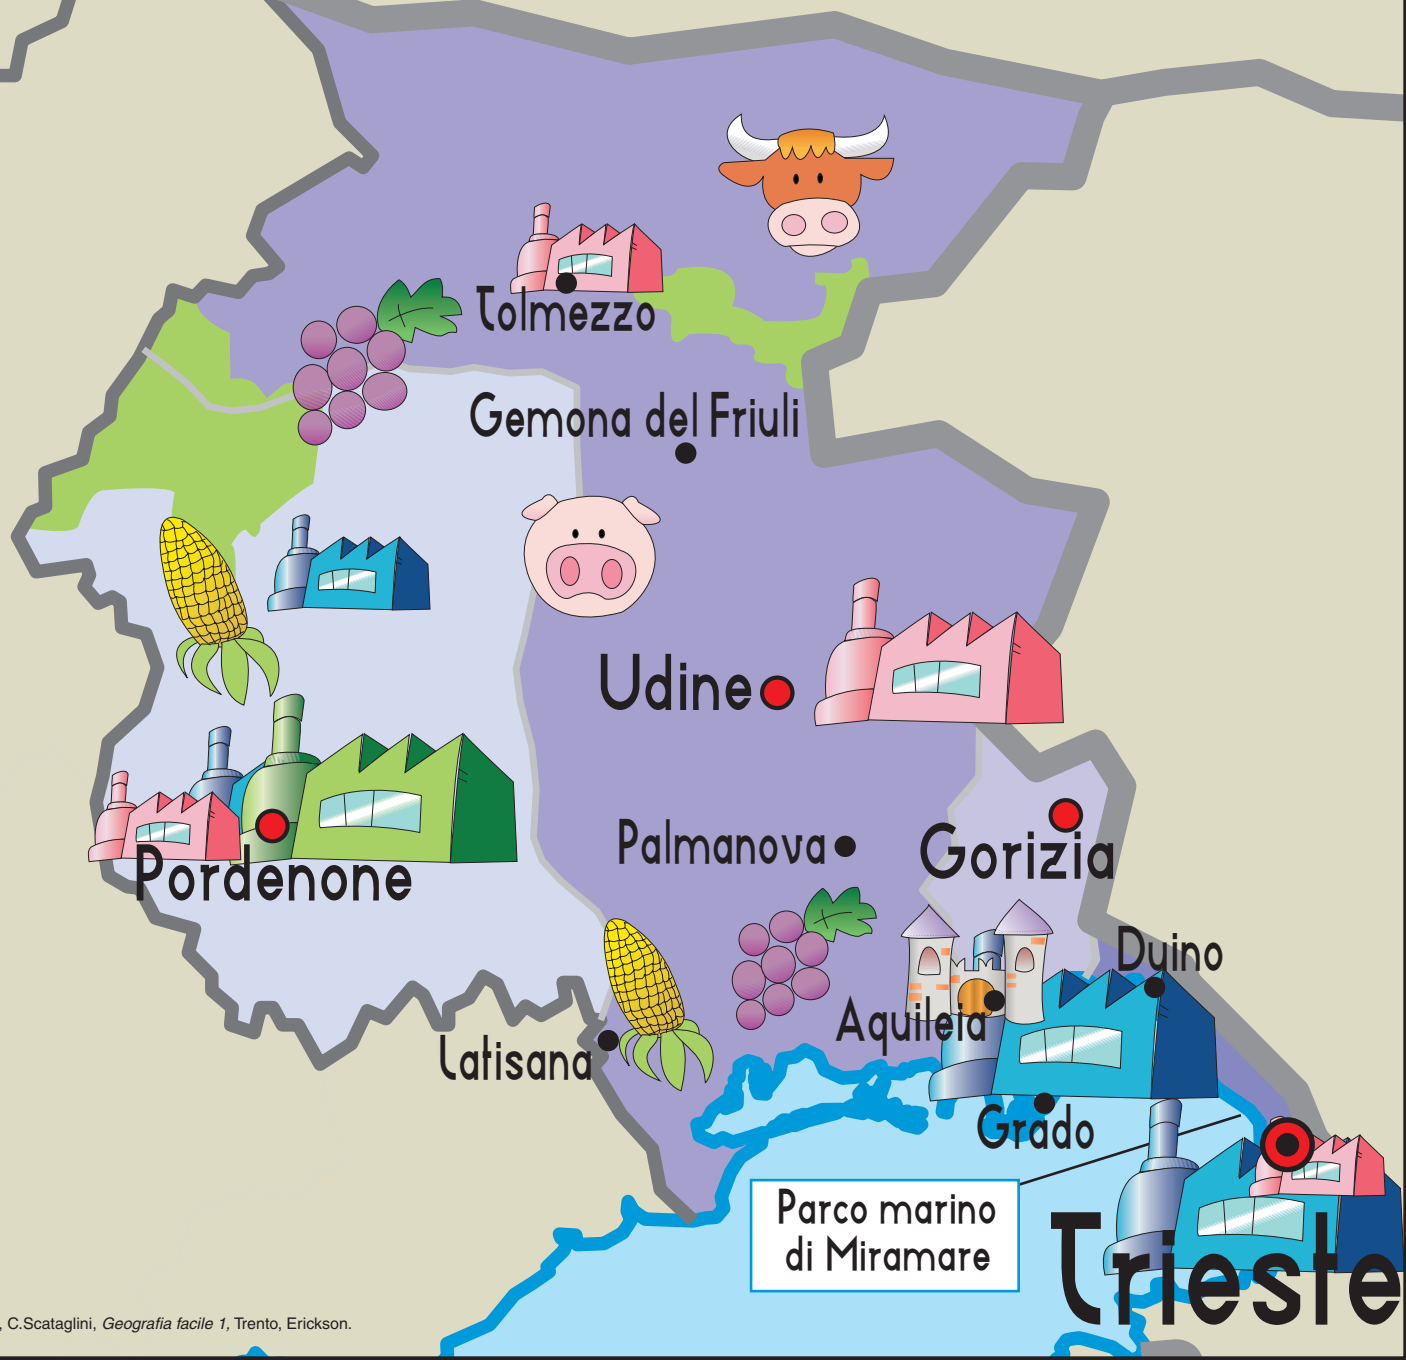 Tolmezzo
Gemona del Friuli
Udine
Palmanova
Gorizia
Pordenone
Duino
Aquileia
Latisana
Grado
Parco marino
di Miramare
Trieste
, C.Scataglini, Geografia facile 1, Trento, Erickson.